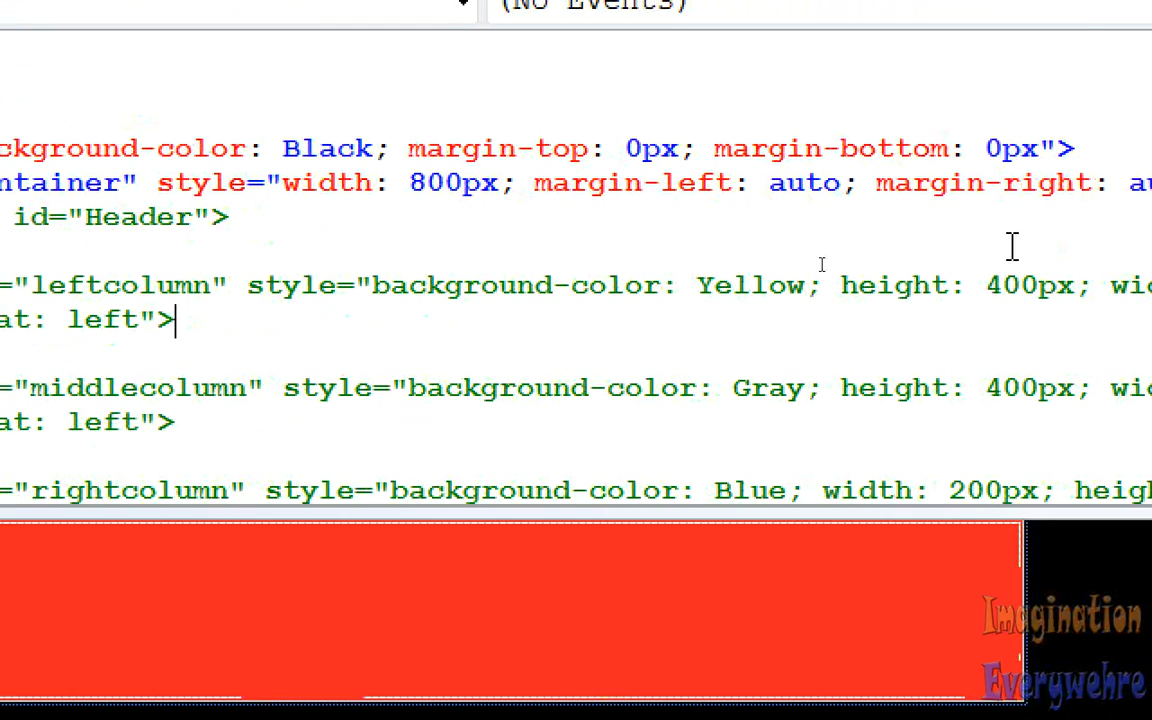 (No Events)
ckground-color: Black; margin-top: 0px; margin-bottom: 0px">
ntainer" style="width: 800px; margin-left: auto; margin-right: au
id="Header">
="leftcolumn" style="background-color: Yellow; height: 400px; wid
at: left">
="middlecolumn" style="background-color: Gray; height: 400px; wid
at: left">
="rightcolumn" style="background-color: Blue; width: 200px; heigh
Imagination
Everywehre